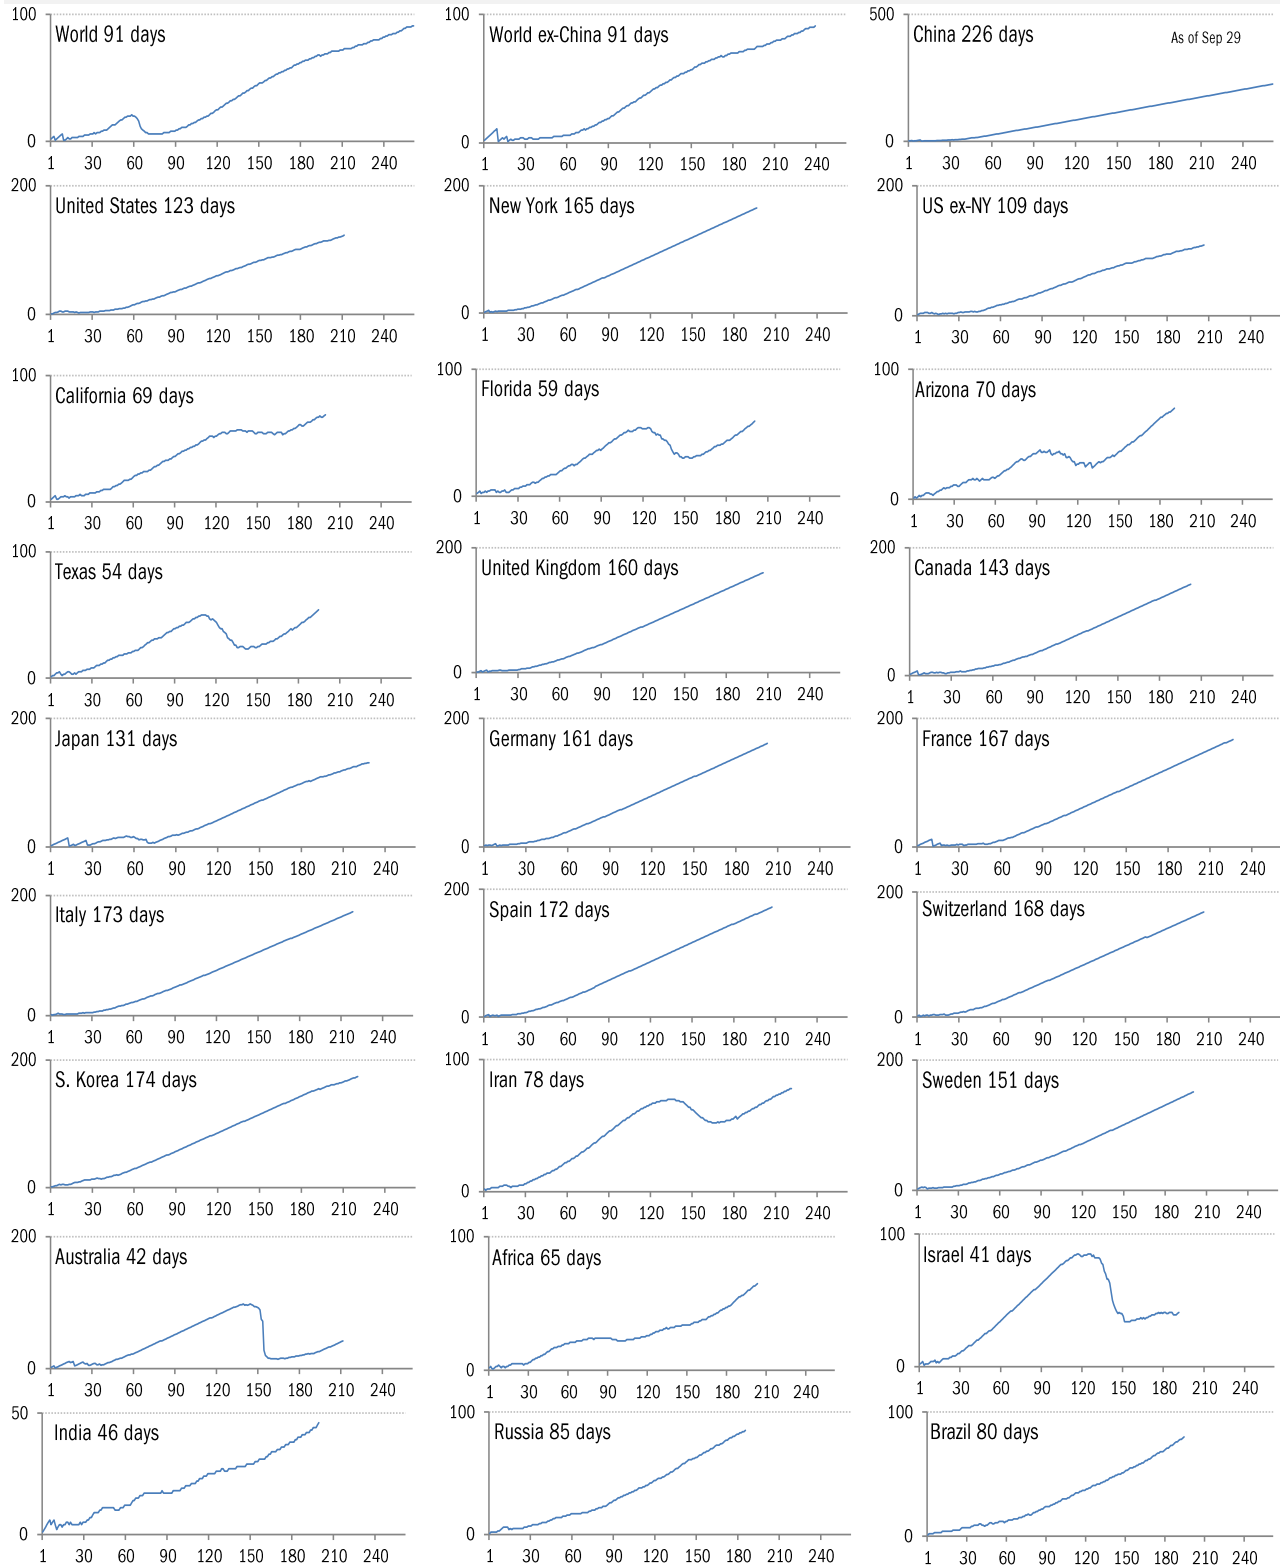 100
World 91 days
0
1 30 60 90 120 150 180 210 240
100
World ex-China 91 days
0
1 30 60 90 120 150 180 210 240
500
China 226 days
As of Sep 29
0
1 30 60 90 120 150 180 210 240
200
United States 123 days
0
1 30 60 90 120 150 180 210 240
200
New York 165 days
0
1 30 60 90 120 150 180 210 240
200
US ex-NY 109 days
0
1 30 60 90 120 150 180 210 240
100
California 69 days
0
1 30 60 90 120 150 180 210 240
100
Florida 59 days
0
1 30 60 90 120 150 180 210 240
100
Arizona 70 days
0
1 30 60 90 120 150 180 210 240
100
Texas 54 days
0
1 30 60 90 120 150 180 210 240
200
United Kingdom 160 days
0
1 30 60 90 120 150 180 210 240
200
Canada 143 days
0
1 30 60 90 120 150 180 210 240
200
Japan 131 days
0
1 30 60 90 120 150 180 210 240
200
Germany 161 days
0
1 30 60 90 120 150 180 210 240
200
France 167 days
0
1 30 60 90 120 150 180 210 240
200
Italy 173 days
0
1 30 60 90 120 150 180 210 240
200
Spain 172 days
0
1 30 60 90 120 150 180 210 240
200
Switzerland 168 days
0
1 30 60 90 120 150 180 210 240
200
S. Korea 174 days
0
1 30 60 90 120 150 180 210 240
100
Iran 78 days
0
1 30 60 90 120 150 180 210 240
200
Sweden 151 days
0
1 30 60 90 120 150 180 210 240
200
Australia 42 days
0
1 30 60 90 120 150 180 210 240
100
Africa 65 days
0
1 30 60 90 120 150 180 210 240
100
Israel 41 days
0
1 30 60 90 120 150 180 210 240
50
India 46 days
0
1 30 60 90 120 150 180 210 240
100
Russia 85 days
0
1 30 60 90 120 150 180 210 240
100
Brazil 80 days
0
1 30 60 90 120 150 180 210 240